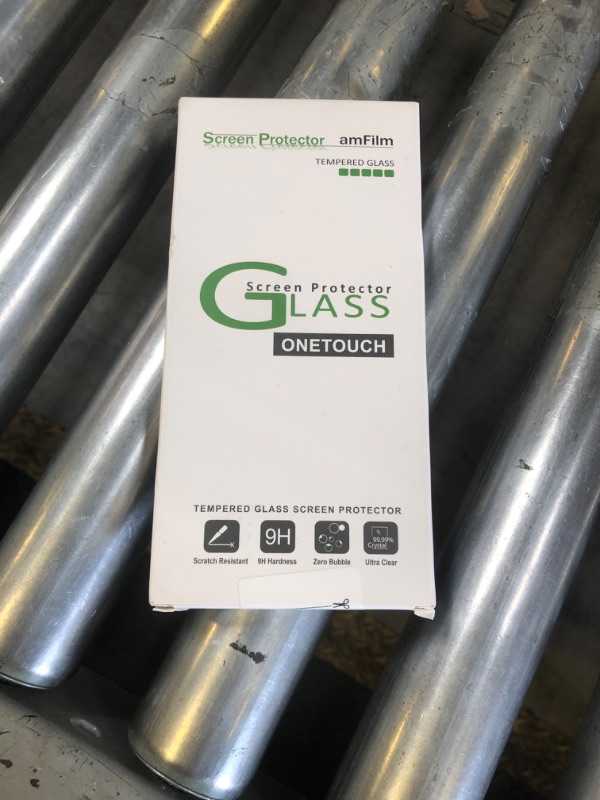 Screen Protector amFilm
TEMPERED GLASS
Screen Protector
GLASS
ONETOUCH
TEMPERED GLASS SCREEN PROTECTOR
9H
99.99%
Crystal
Scratch Resistant 9H Hardness Zero Bubble Ultra Clear